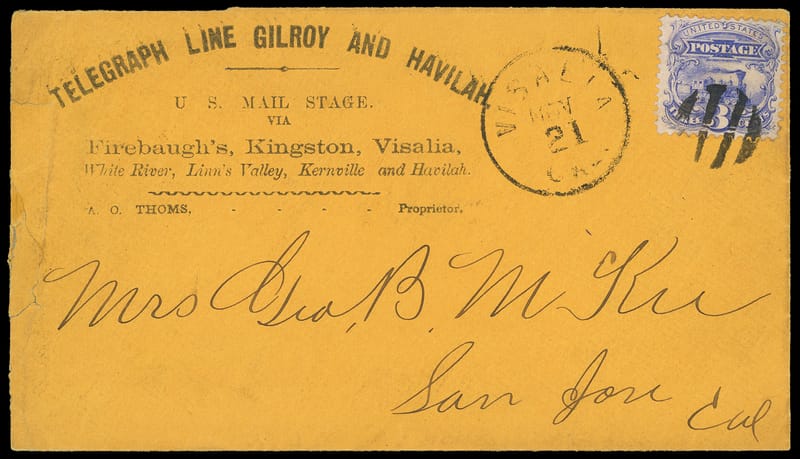 TELEGRAPH LINE GILROY AND HAVILAH.
U. S. MAIL STAGE.
VIA
Firebaugh's, Kingston, Visalia,
White River, Linn's Valley, Kernville and Havilah.
A. O. THOMS, - - - - Proprietor.
VISALIA
NOV
21
CAL.
UNITED STATES
POSTAGE
3
Mrs Geo, B. McKee
San Jose Cal